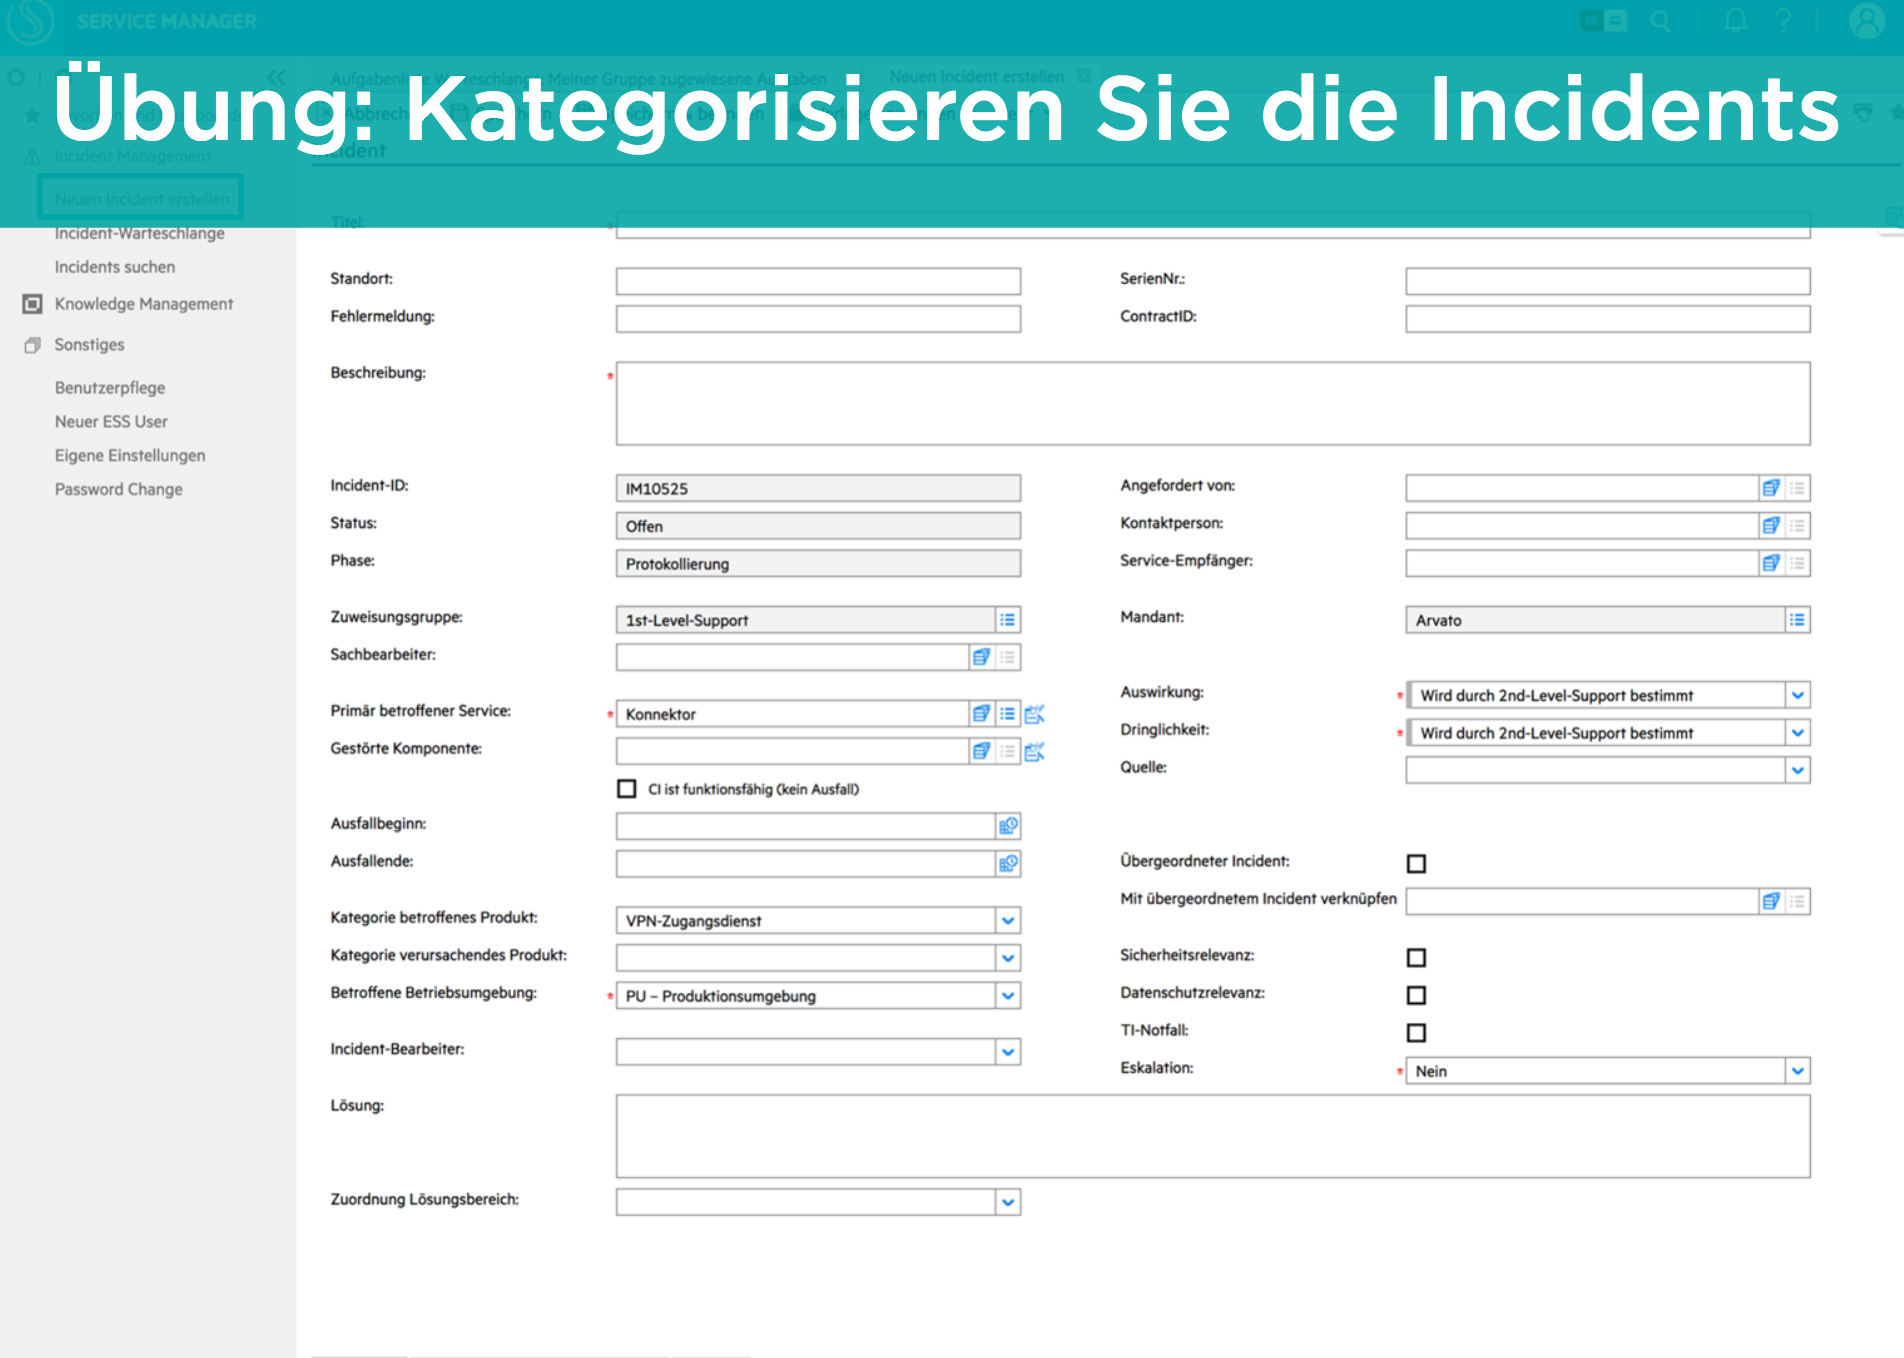 SERVICE MANAGER
Übung: Kategorisieren Sie die Incidents
Neuen Incident erstellen
Incident Management
Neuen Incident erstellen
Incident-Warteschlange
Incidents suchen
Knowledge Management
Sonstiges
Benutzerpflege
Neuer ESS User
Eigene Einstellungen
Password Change
Titel:
Standort:
SerienNr.:
Fehlermeldung:
ContractID:
Beschreibung:
Incident-ID: IM10525
Angefordert von:
Status: Offen
Kontaktperson:
Phase: Protokollierung
Service-Empfänger:
Zuweisungsgruppe: 1st-Level-Support
Mandant: Arvato
Sachbearbeiter:
Auswirkung: Wird durch 2nd-Level-Support bestimmt
Primär betroffener Service: Konnektor
Dringlichkeit: Wird durch 2nd-Level-Support bestimmt
Gestörte Komponente:
Quelle:
CI ist funktionsfähig (kein Ausfall)
Ausfallbeginn:
Ausfallende:
Übergeordneter Incident:
Mit übergeordnetem Incident verknüpfen
Kategorie betroffenes Produkt: VPN-Zugangsdienst
Kategorie verursachendes Produkt:
Sicherheitsrelevanz:
Betroffene Betriebsumgebung: PU – Produktionsumgebung
Datenschutzrelevanz:
TI-Notfall:
Incident-Bearbeiter:
Eskalation: Nein
Lösung:
Zuordnung Lösungsbereich: